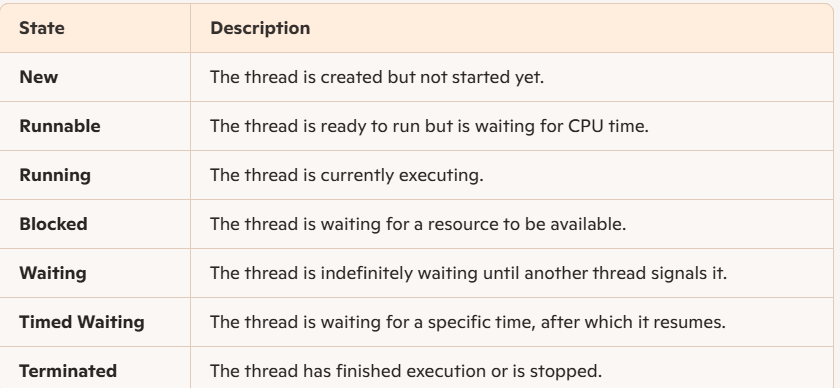 State Description
New The thread is created but not started yet.
Runnable The thread is ready to run but is waiting for CPU time.
Running The thread is currently executing.
Blocked The thread is waiting for a resource to be available.
Waiting The thread is indefinitely waiting until another thread signals it.
Timed Waiting The thread is waiting for a specific time, after which it resumes.
Terminated The thread has finished execution or is stopped.